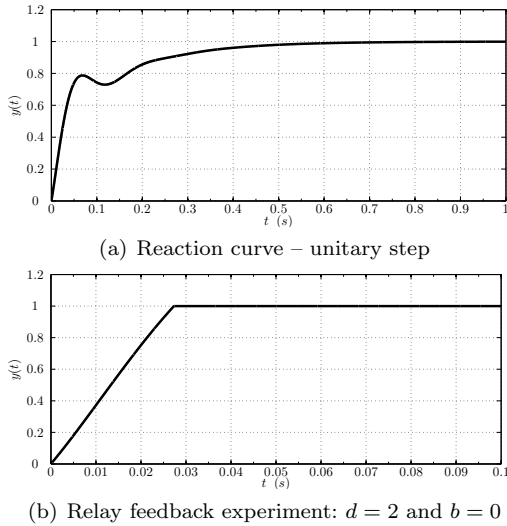 1.2
1
0.8
0.6
0.4
0.2
0
y(t)
0 0.1 0.2 0.3 0.4 0.5 0.6 0.7 0.8 0.9 1
t (s)
(a) Reaction curve – unitary step
1.2
1
0.8
0.6
0.4
0.2
0
y(t)
0 0.01 0.02 0.03 0.04 0.05 0.06 0.07 0.08 0.09 0.1
t (s)
(b) Relay feedback experiment: d = 2 and b = 0